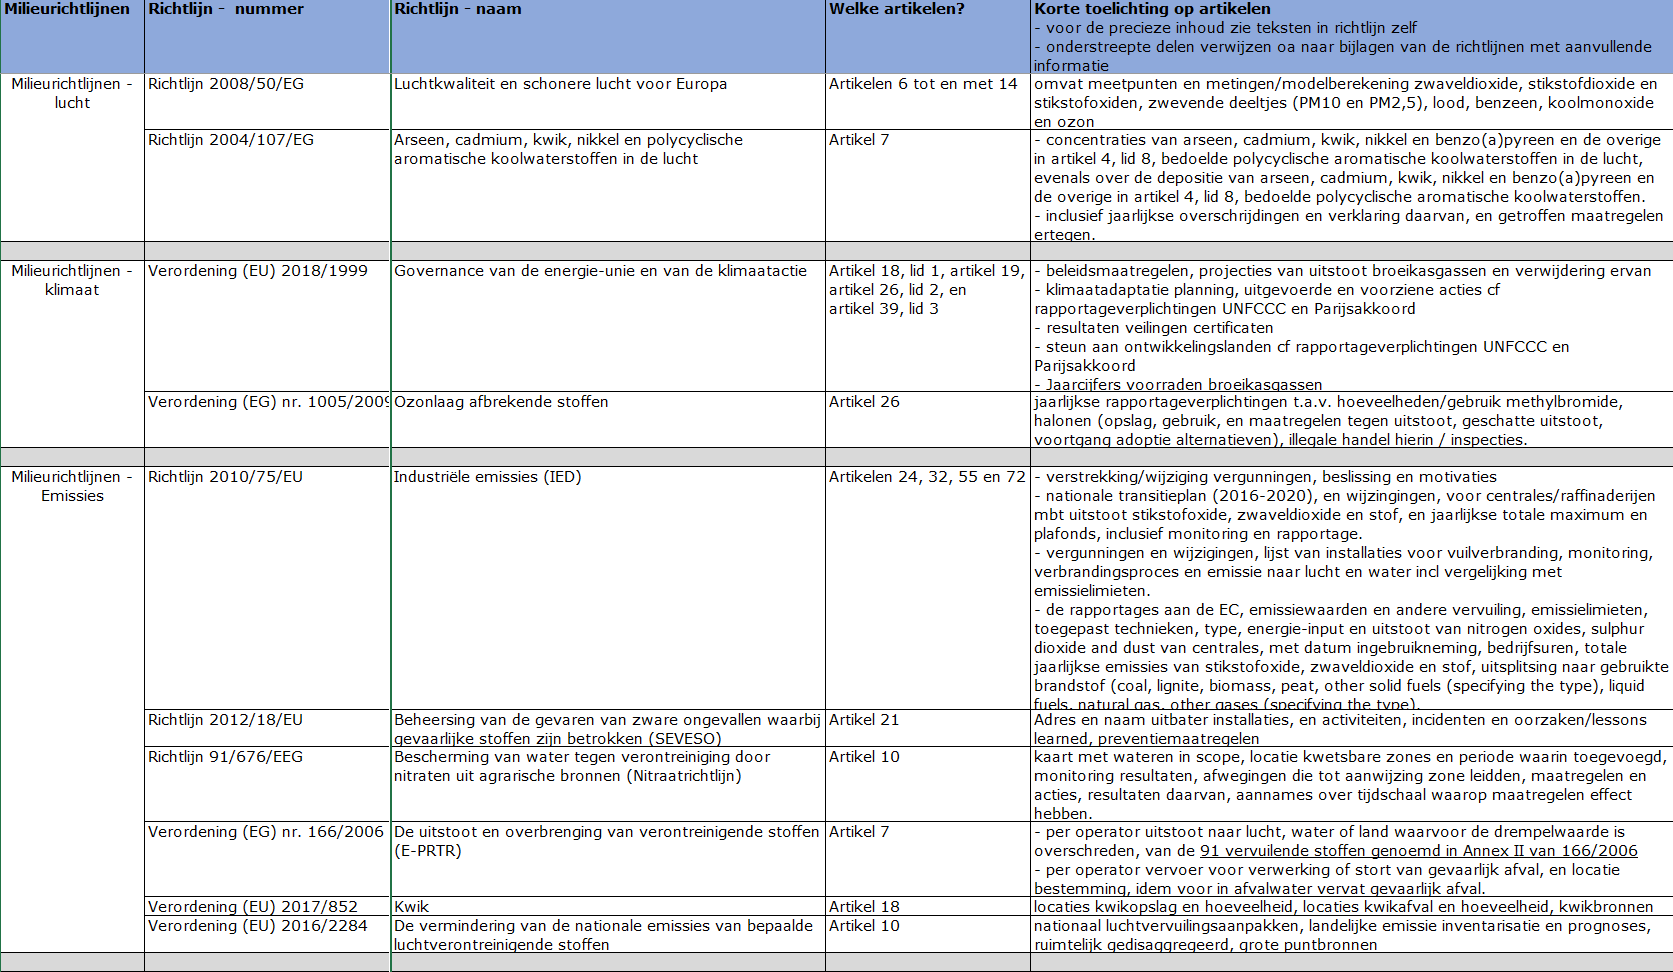 Milieurichtlijnen
Richtlijn - nummer
Richtlijn - naam
Welke artikelen?
Korte toelichting op artikelen
- voor de precieze inhoud zie teksten in richtlijn zelf
- onderstreepte delen verwijzen oa naar bijlagen van de richtlijnen met aanvullende
informatie
Milieurichtlijnen -
lucht
Richtlijn 2008/50/EG
Luchtkwaliteit en schonere lucht voor Europa
Artikelen 6 tot en met 14
omvat meetpunten en metingen/modelberekening zwaveldioxide, stikstofdioxide en
stikstofoxiden, zwevende deeltjes (PM10 en PM2,5), lood, benzeen, koolmonoxide
en ozon
Richtlijn 2004/107/EG
Arseen, cadmium, kwik, nikkel en polycyclische
aromatische koolwaterstoffen in de lucht
Artikel 7
- concentraties van arseen, cadmium, kwik, nikkel en benzo(a)pyreen en de overige
in artikel 4, lid 8, bedoelde polycyclische aromatische koolwaterstoffen in de lucht,
evenals over de depositie van arseen, cadmium, kwik, nikkel en benzo(a)pyreen en
de overige in artikel 4, lid 8, bedoelde polycyclische aromatische koolwaterstoffen.
- inclusief jaarlijkse overschrijdingen en verklaring daarvan, en getroffen maatregelen
ertegen.
Milieurichtlijnen -
klimaat
Verordening (EU) 2018/1999
Governance van de energie-unie en van de klimaatactie
Artikel 18, lid 1, artikel 19,
artikel 26, lid 2, en
artikel 39, lid 3
- beleidsmaatregelen, projecties van uitstoot broeikasgassen en verwijdering ervan
- klimaatadaptatie planning, uitgevoerde en voorziene acties cf
rapportageverplichtingen UNFCCC en Parijsakkoord
- resultaten veilingen certificaten
- steun aan ontwikkelingslanden cf rapportageverplichtingen UNFCCC en
Parijsakkoord
- Jaarcijfers voorraden broeikasgassen
Verordening (EG) nr. 1005/2009
Ozonlaag afbrekende stoffen
Artikel 26
jaarlijkse rapportageverplichtingen t.a.v. hoeveelheden/gebruik methylbromide,
halonen (opslag, gebruik, en maatregelen tegen uitstoot, geschatte uitstoot,
voortgang adoptie alternatieven), illegale handel hierin / inspecties.
Milieurichtlijnen -
Emissies
Richtlijn 2010/75/EU
Industriële emissies (IED)
Artikelen 24, 32, 55 en 72
- verstrekking/wijziging vergunningen, beslissing en motivaties
- nationale transitieplan (2016-2020), en wijzingingen, voor centrales/raffinaderijen
mbt uitstoot stikstofoxide, zwaveldioxide en stof, en jaarlijkse totale maximum en
plafonds, inclusief monitoring en rapportage.
- vergunningen en wijzigingen, lijst van installaties voor vuilverbranding, monitoring,
verbrandingsproces en emissie naar lucht en water incl vergelijking met
emissielimieten.
- de rapportages aan de EC, emissiewaarden en andere vervuiling, emissielimieten,
toegepast technieken, type, energie-input en uitstoot van nitrogen oxides, sulphur
dioxide and dust van centrales, met datum ingebruikneming, bedrijfsuren, totale
jaarlijkse emissies van stikstofoxide, zwaveldioxide en stof, uitsplitsing naar gebruikte
brandstof (coal, lignite, biomass, peat, other solid fuels (specifying the type), liquid
fuels, natural gas, other gases (specifying the type).
Richtlijn 2012/18/EU
Beheersing van de gevaren van zware ongevallen waarbij
gevaarlijke stoffen zijn betrokken (SEVESO)
Artikel 21
Adres en naam uitbater installaties, en activiteiten, incidenten en oorzaken/lessons
learned, preventiemaatregelen
Richtlijn 91/676/EEG
Bescherming van water tegen verontreiniging door
nitraten uit agrarische bronnen (Nitraatrichtlijn)
Artikel 10
kaart met wateren in scope, locatie kwetsbare zones en periode waarin toegevoegd,
monitoring resultaten, afwegingen die tot aanwijzing zone leidden, maatregelen en
acties, resultaten daarvan, aannames over tijdschaal waarop maatregelen effect
hebben.
Verordening (EG) nr. 166/2006
De uitstoot en overbrenging van verontreinigende stoffen
(E-PRTR)
Artikel 7
- per operator uitstoot naar lucht, water of land waarvoor de drempelwaarde is
overschreden, van de 91 vervuilende stoffen genoemd in Annex II van 166/2006
- per operator vervoer voor verwerking of stort van gevaarlijk afval, en locatie
bestemming, idem voor in afvalwater vervat gevaarlijk afval.
Verordening (EU) 2017/852
Kwik
Artikel 18
locaties kwikopslag en hoeveelheid, locaties kwikafval en hoeveelheid, kwikbronnen
Verordening (EU) 2016/2284
De vermindering van de nationale emissies van bepaalde
luchtverontreinigende stoffen
Artikel 10
nationaal luchtvervuilingsaanpakken, landelijke emissie inventarisatie en prognoses,
ruimtelijk gedisaggregeerd, grote puntbronnen